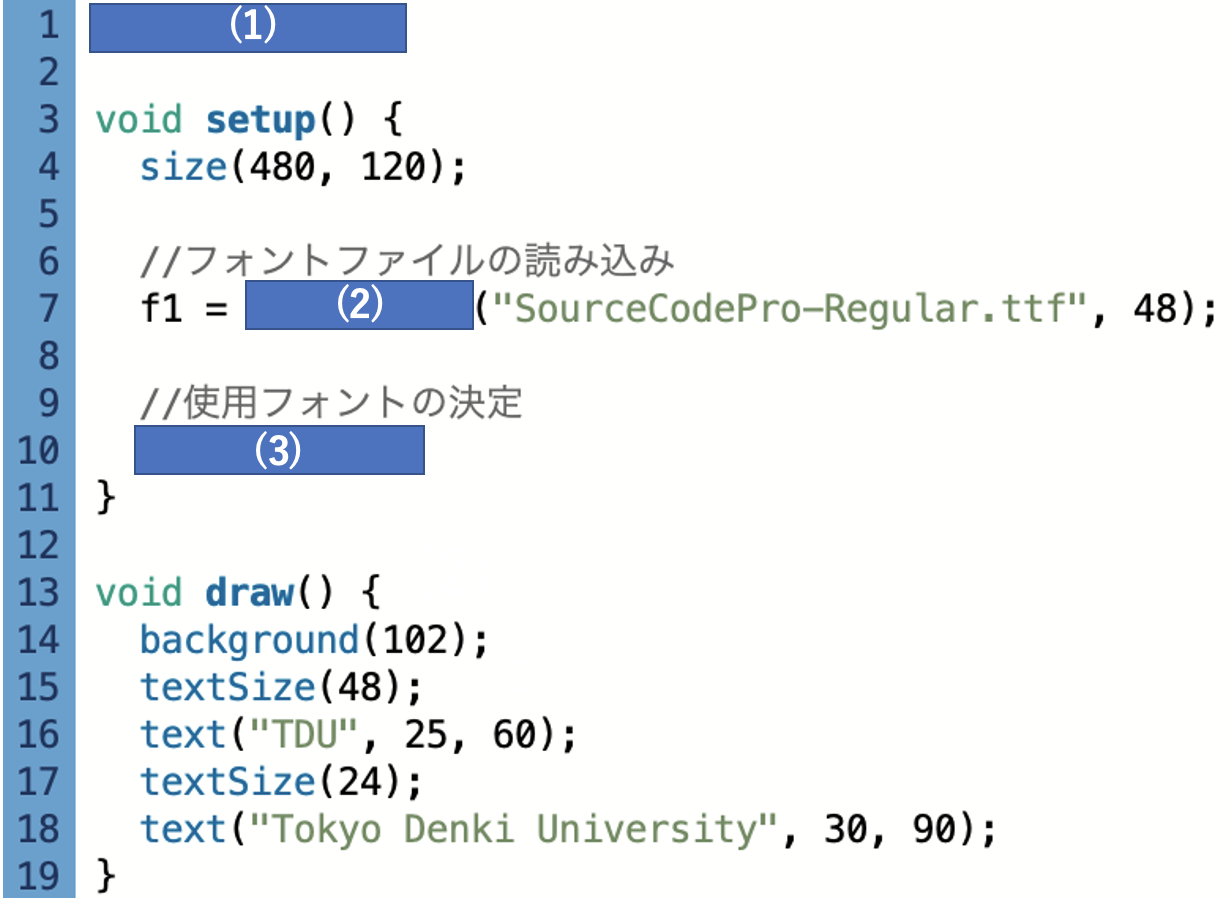 1 (1)
2
3 void setup() {
4 size(480, 120);
5
6 //フォントファイルの読み込み
7 f1 = (2)("SourceCodePro-Regular.ttf", 48);
8
9 //使用フォントの決定
10 (3)
11 }
12
13 void draw() {
14 background(102);
15 textSize(48);
16 text("TDU", 25, 60);
17 textSize(24);
18 text("Tokyo Denki University", 30, 90);
19 }